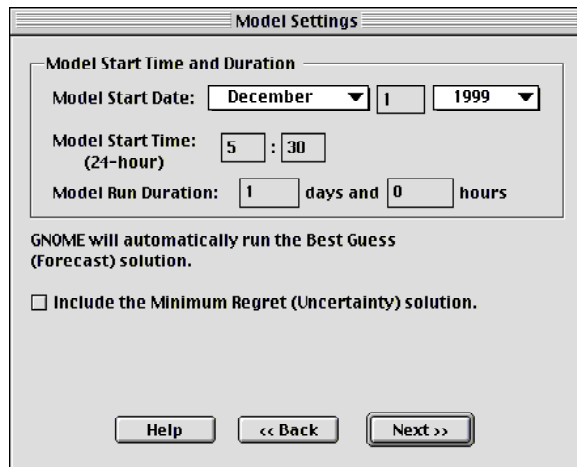 Model Settings
Model Start Time and Duration
Model Start Date: December 1 1999
Model Start Time: 5 : 30
(24-hour)
Model Run Duration: 1 days and 0 hours
GNOME will automatically run the Best Guess
(Forecast) solution.
Include the Minimum Regret (Uncertainty) solution.
Help << Back Next >>